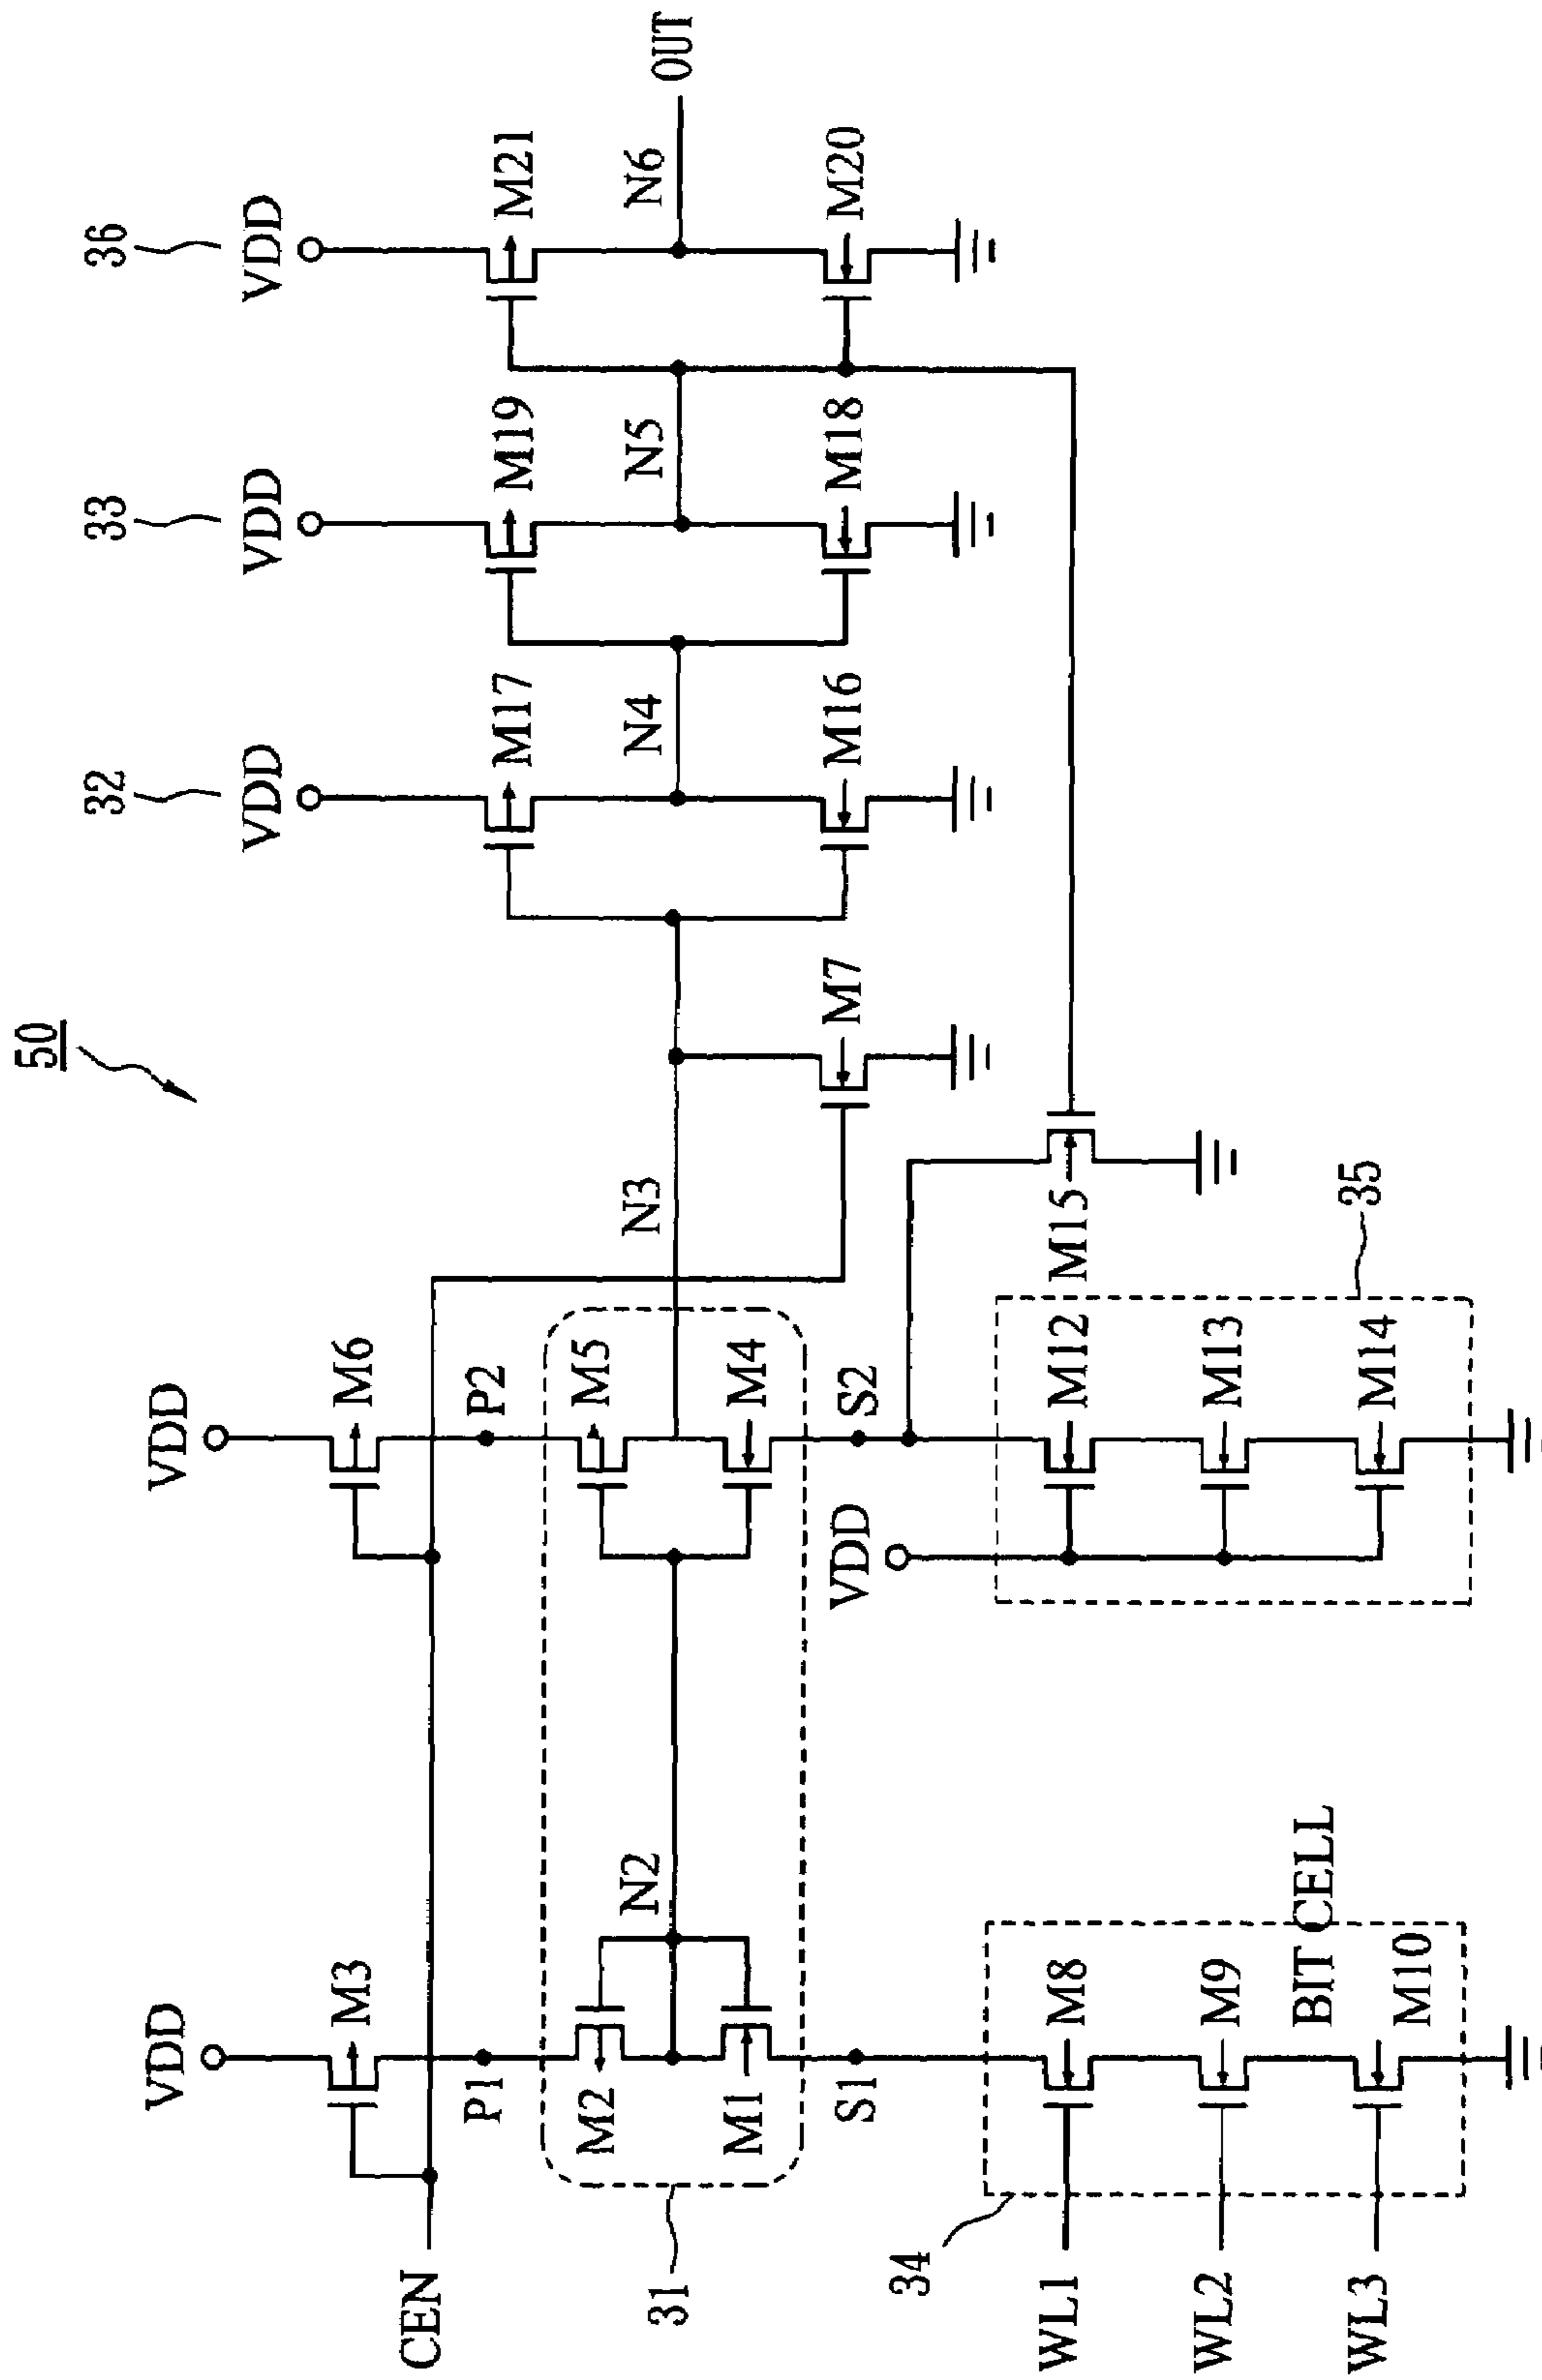 50
36
33
32
VDD
VDD
VDD
VDD
VDD
M3
M6
M17
M19
M21
CEN
P1
P2
M2
M5
N2
N3
N4
N5
N6
OUT
31
M1
M4
M7
M16
M18
M20
S1
S2
VDD
34
WL1
M8
M12
M15
WL2
M9
M13
35
BIT CELL
WL3
M10
M14